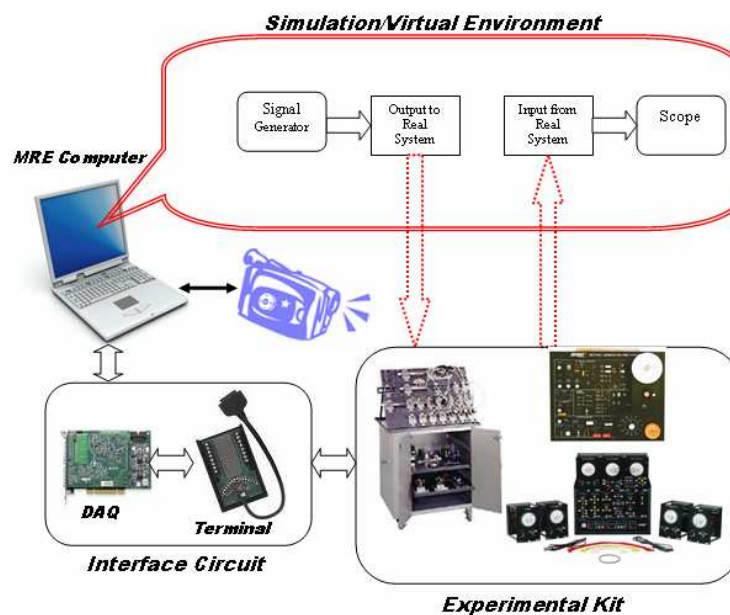 Simulation/Virtual Environment
Signal
Generator
Output to
Real
System
Input from
Real
System
Scope
MRE Computer
DAQ
Terminal
Interface Circuit
Experimental Kit